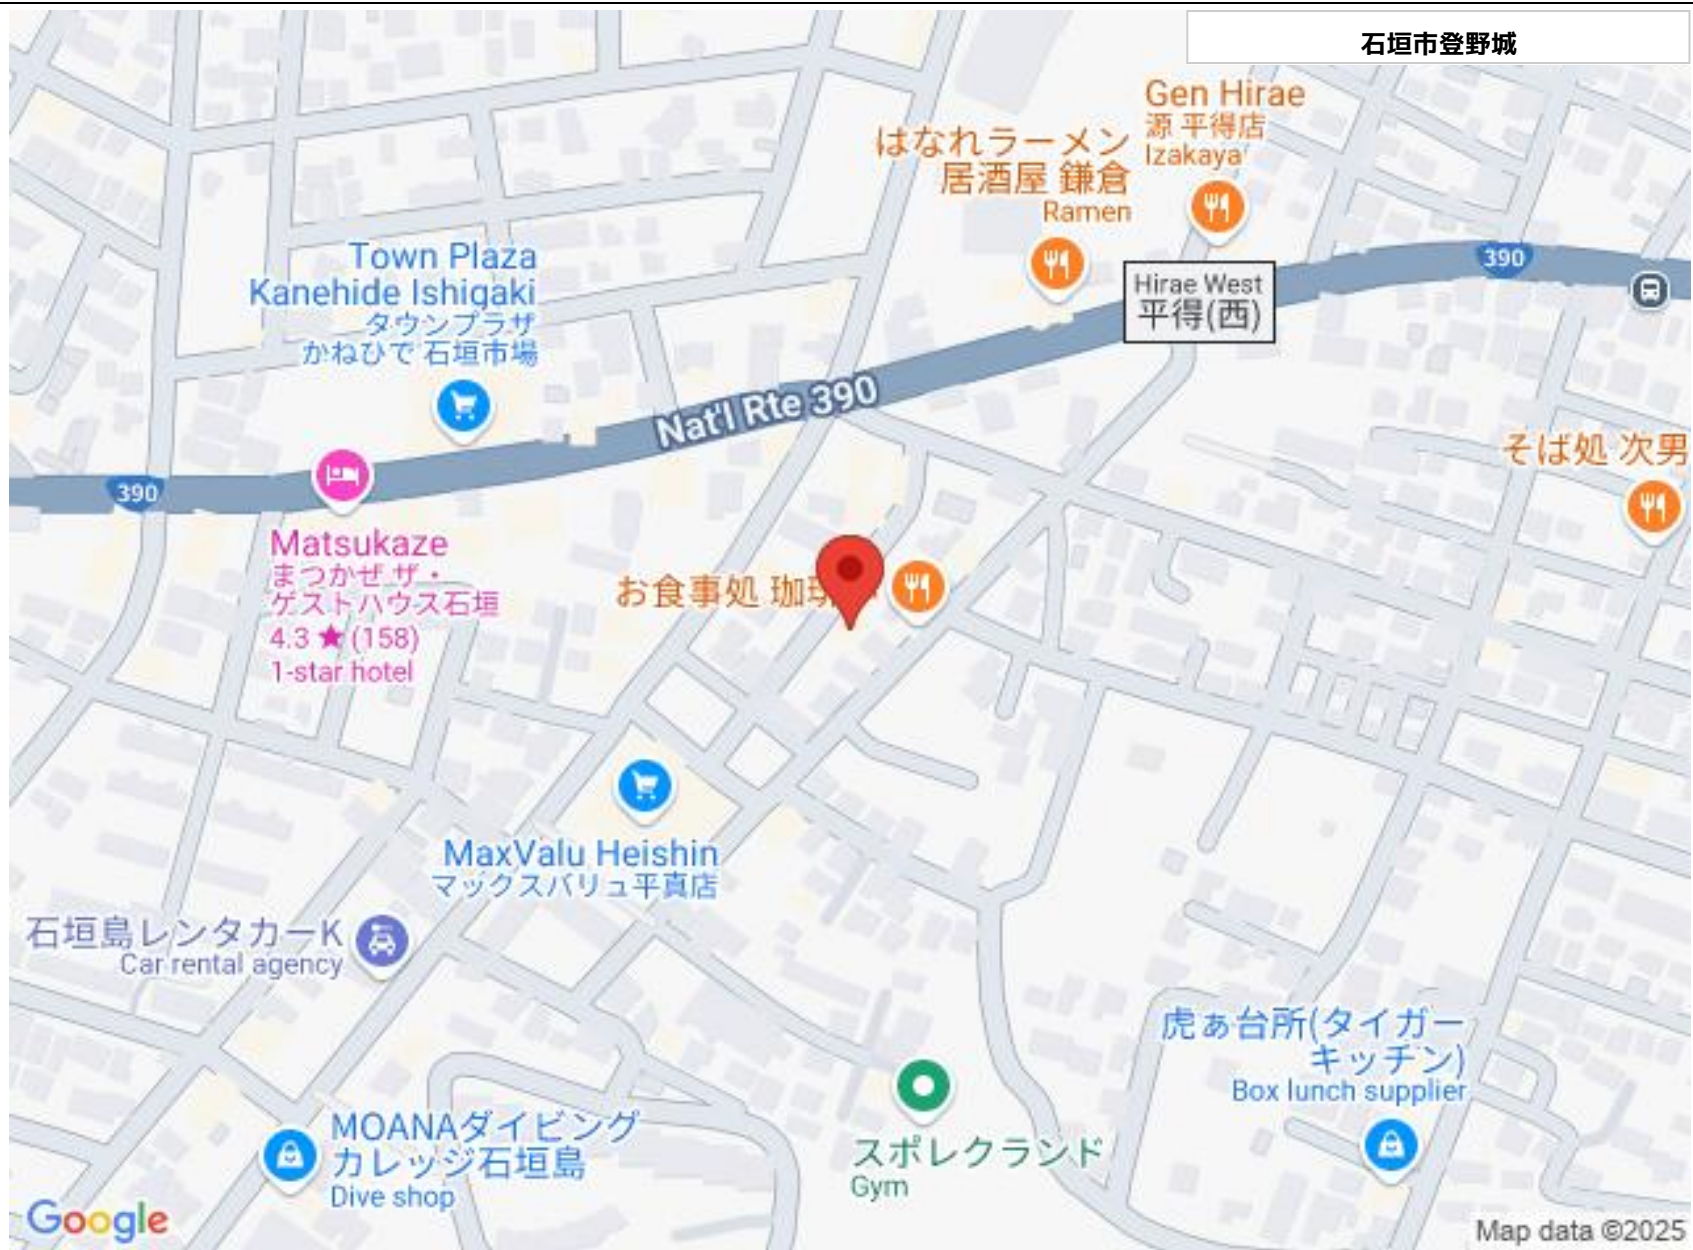 石垣市登野城
Gen Hirae
源 平得店
Izakaya
はなれラーメン
居酒屋 鎌倉
Ramen
Town Plaza
Kanehide Ishigaki
タウンプラザ
かねひで 石垣市場
Hirae West
平得(西)
390
Nat'l Rte 390
390
そば処 次男
Matsukaze
まつかぜ ザ・
ゲストハウス石垣
4.3 ★ (158)
1-star hotel
お食事処
MaxValu Heishin
マックスバリュ平真店
石垣島レンタカーK
Car rental agency
虎ぁ台所(タイガー
キッチン)
Box lunch supplier
MOANAダイビング
カレッジ石垣島
Dive shop
スポレクランド
Gym
Google
Map data ©2025